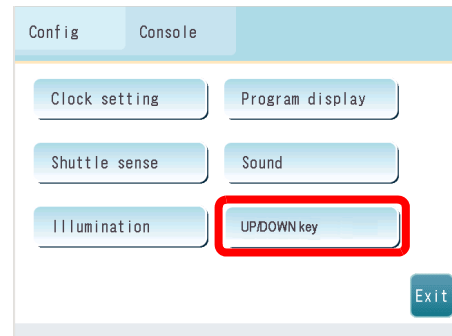 Config Console
Clock setting Program display
Shuttle sense Sound
Illumination UP/DOWN key
Exit